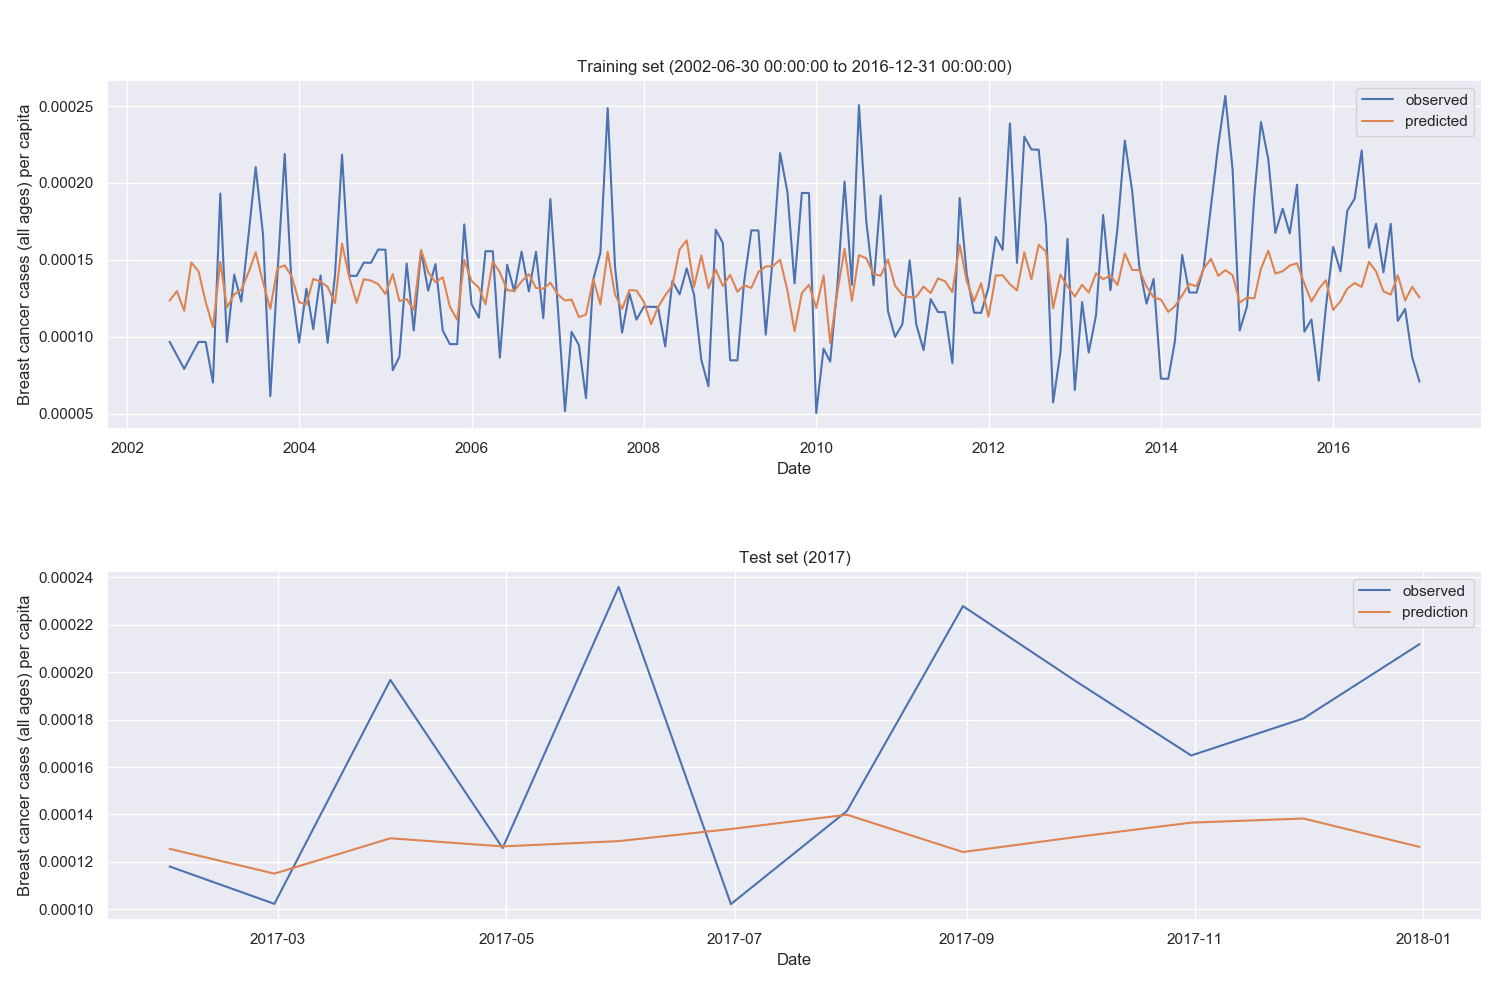 Training set (2002-06-30 00:00:00 to 2016-12-31 00:00:00)
Breast cancer cases (all ages) per capita
0.00025
0.00020
0.00015
0.00010
0.00005
observed
predicted
2002 2004 2006 2008 2010 2012 2014 2016
Date
Test set (2017)
Breast cancer cases (all ages) per capita
0.00024
0.00022
0.00020
0.00018
0.00016
0.00014
0.00012
0.00010
observed
prediction
2017-03 2017-05 2017-07 2017-09 2017-11 2018-01
Date